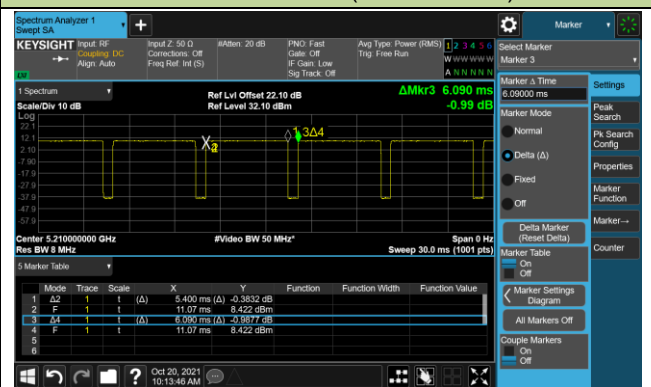 Spectrum Analyzer 1
Swept SA
+
Marker
KEYSIGHT Input: RF Input Z: 50 Ω #Atten: 20 dB PNO: Fast Avg Type: Power (RMS) 1 2 3 4 5 6
Coupling: DC Corrections: Off Gate: Off Trig: Free Run W W W W W W
Align: Auto Freq Ref: Int (S) IF Gain: Low A N N N N N
Sig Track: Off
LXI
Select Marker
Marker 3
Marker Δ Time
6.09000 ms
Settings
1 Spectrum
Ref Lvl Offset 22.10 dB ΔMkr3 6.090 ms
Scale/Div 10 dB Ref Level 32.10 dBm -0.99 dB
Log
22.1
12.1
2.10
-7.90
-17.9
-27.9
-37.9
-47.9
-57.9
1 3Δ4
X
Center 5.210000000 GHz #Video BW 50 MHz* Span 0 Hz
Res BW 8 MHz Sweep 30.0 ms (1001 pts)
Marker Mode
Normal
Delta (Δ)
Fixed
Off
Delta Marker
(Reset Delta)
Marker Table
On
Off
Marker Settings
Diagram
All Markers Off
Couple Markers
On
Off
Peak
Search
Pk Search
Config
Properties
Marker
Function
Marker→
Counter
5 Marker Table
Mode Trace Scale X Y Function Function Width Function Value
1 Δ2 1 t (Δ) 5.400 ms (Δ) -0.3832 dB
2 F 1 t 11.07 ms 8.422 dBm
3 Δ4 1 t (Δ) 6.090 ms (Δ) -0.9877 dB
4 F 1 t 11.07 ms 8.422 dBm
5
6
? Oct 20, 2021
10:13:46 AM